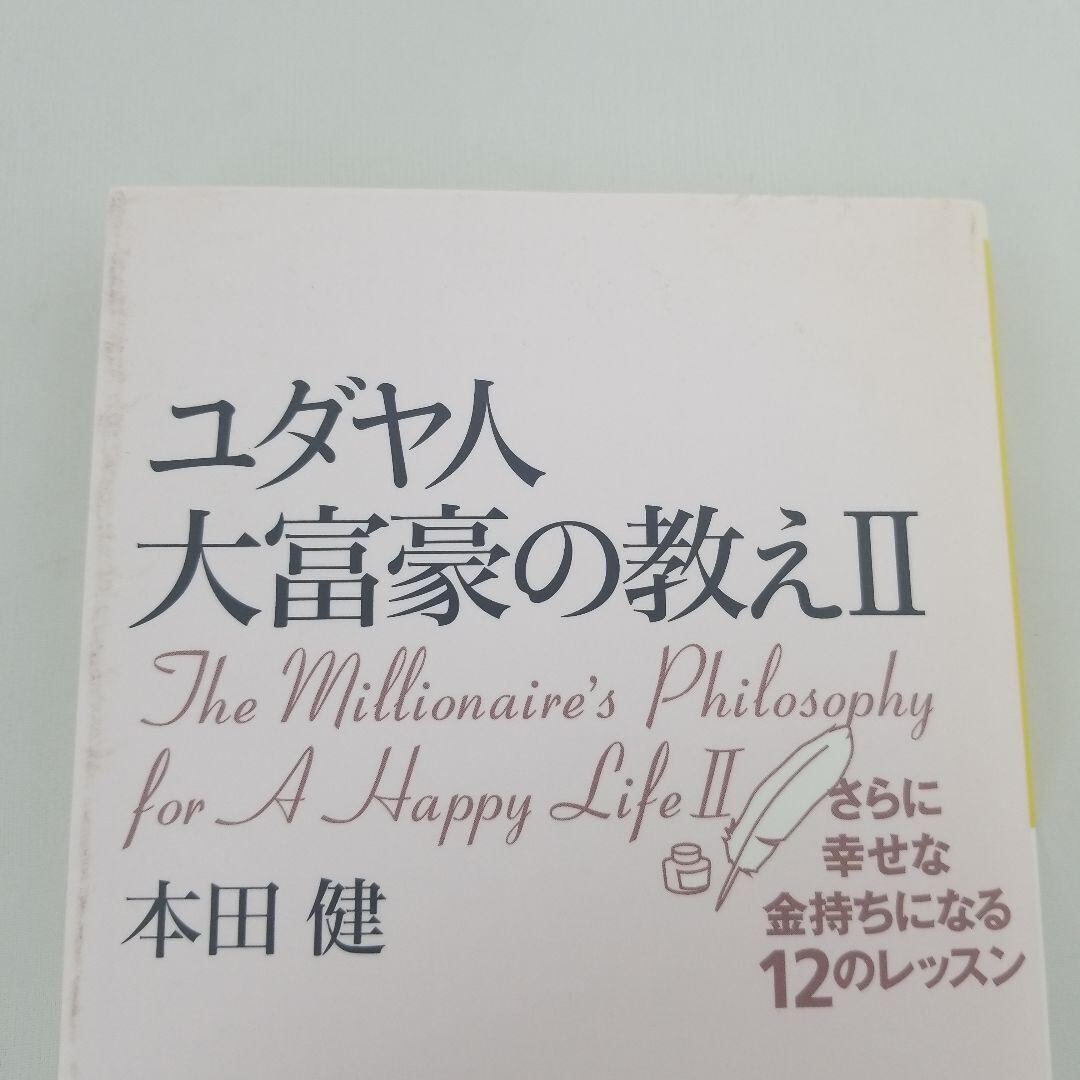 ユダヤ人
大富豪の教えⅡ
The Millionaire's Philosophy
for A Happy Life Ⅱ
本田 健
さらに
幸せな
金持ちになる
12のレッスン